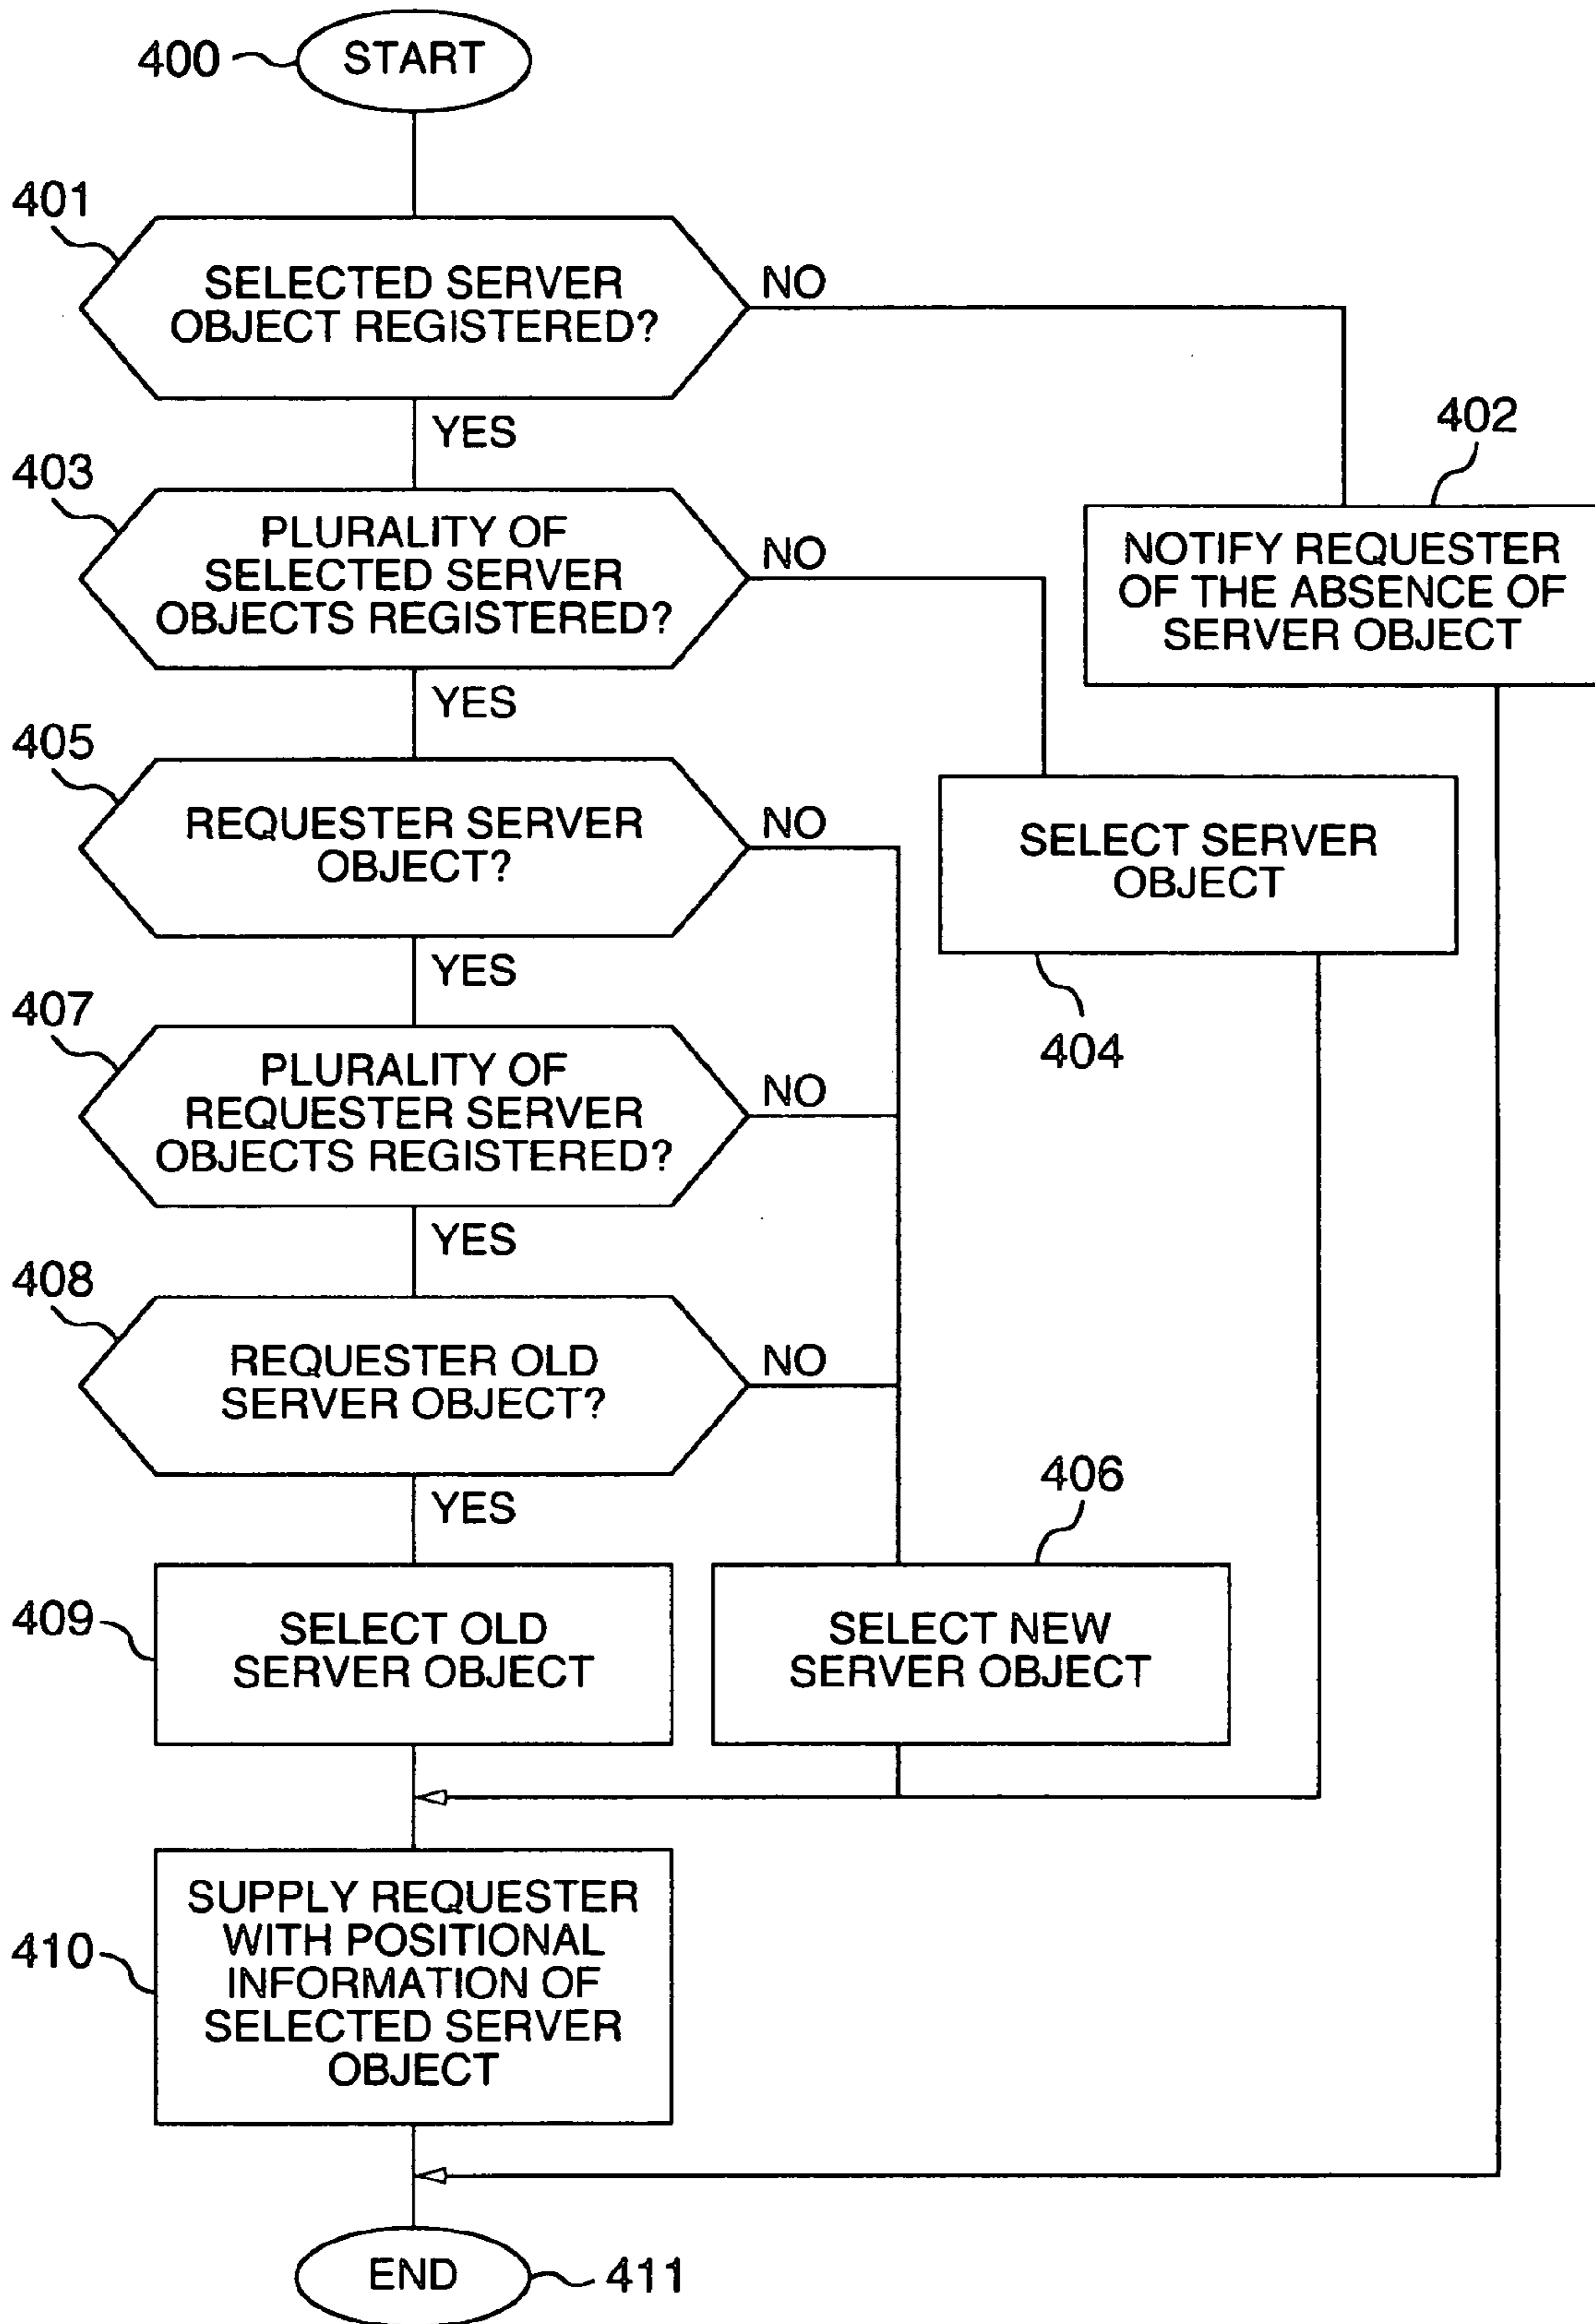 400
START
401
SELECTED SERVER
OBJECT REGISTERED?
NO
YES
402
NOTIFY REQUESTER
OF THE ABSENCE OF
SERVER OBJECT
403
PLURALITY OF
SELECTED SERVER
OBJECTS REGISTERED?
NO
YES
SELECT SERVER
OBJECT
404
405
REQUESTER SERVER
OBJECT?
NO
YES
407
PLURALITY OF
REQUESTER SERVER
OBJECTS REGISTERED?
NO
YES
408
REQUESTER OLD
SERVER OBJECT?
NO
YES
406
409
SELECT OLD
SERVER OBJECT
SELECT NEW
SERVER OBJECT
410
SUPPLY REQUESTER
WITH POSITIONAL
INFORMATION OF
SELECTED SERVER
OBJECT
END
411